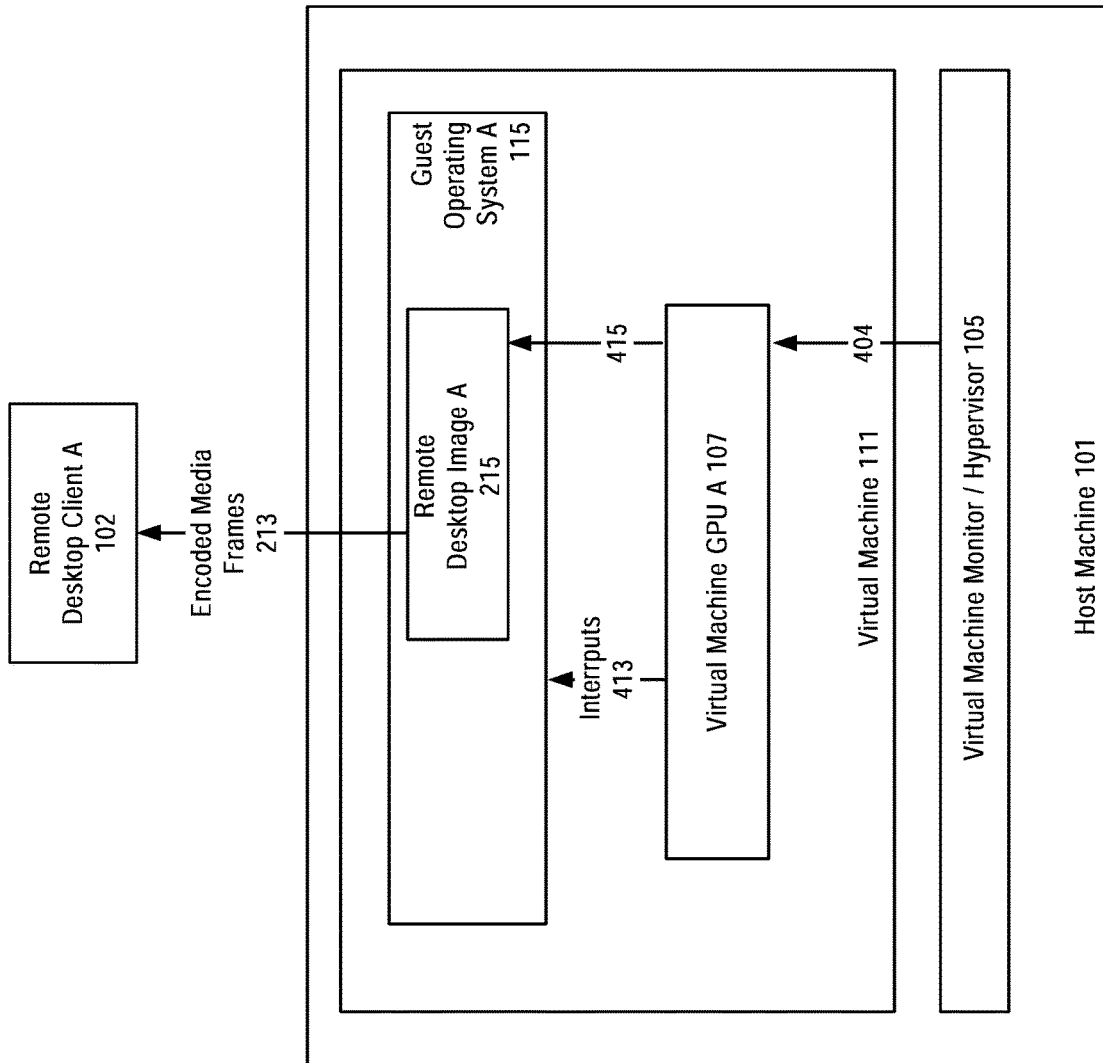 Remote
Desktop Client A
102
Encoded Media
Frames
213
Guest
Operating
System A
115
Remote
Desktop Image A
215
Interrputs
413
415
Virtual Machine GPU A 107
404
Virtual Machine 111
Virtual Machine Monitor / Hypervisor 105
Host Machine 101